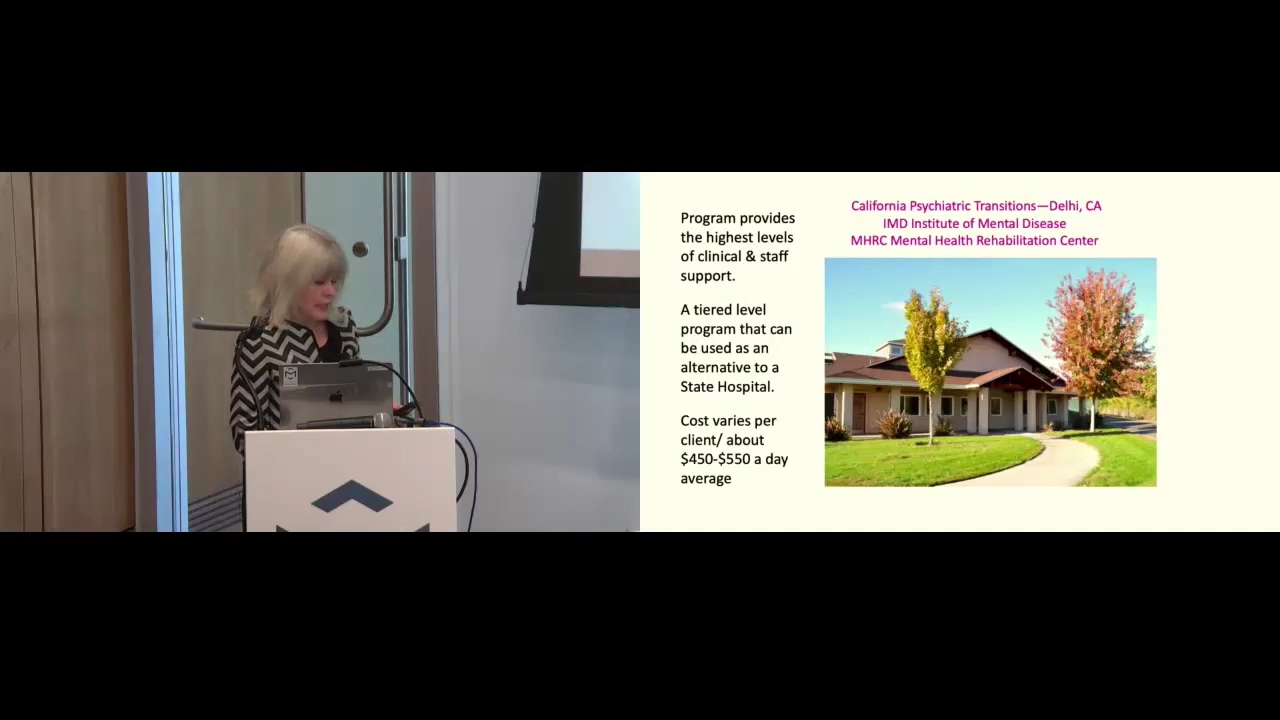 Program provides
the highest levels
of clinical & staff
support.
A tiered level
program that can
be used as an
alternative to a
State Hospital.
Cost varies per
client/ about
$450-$550 a day
average
California Psychiatric Transitions—Delhi, CA
IMD Institute of Mental Disease
MHRC Mental Health Rehabilitation Center